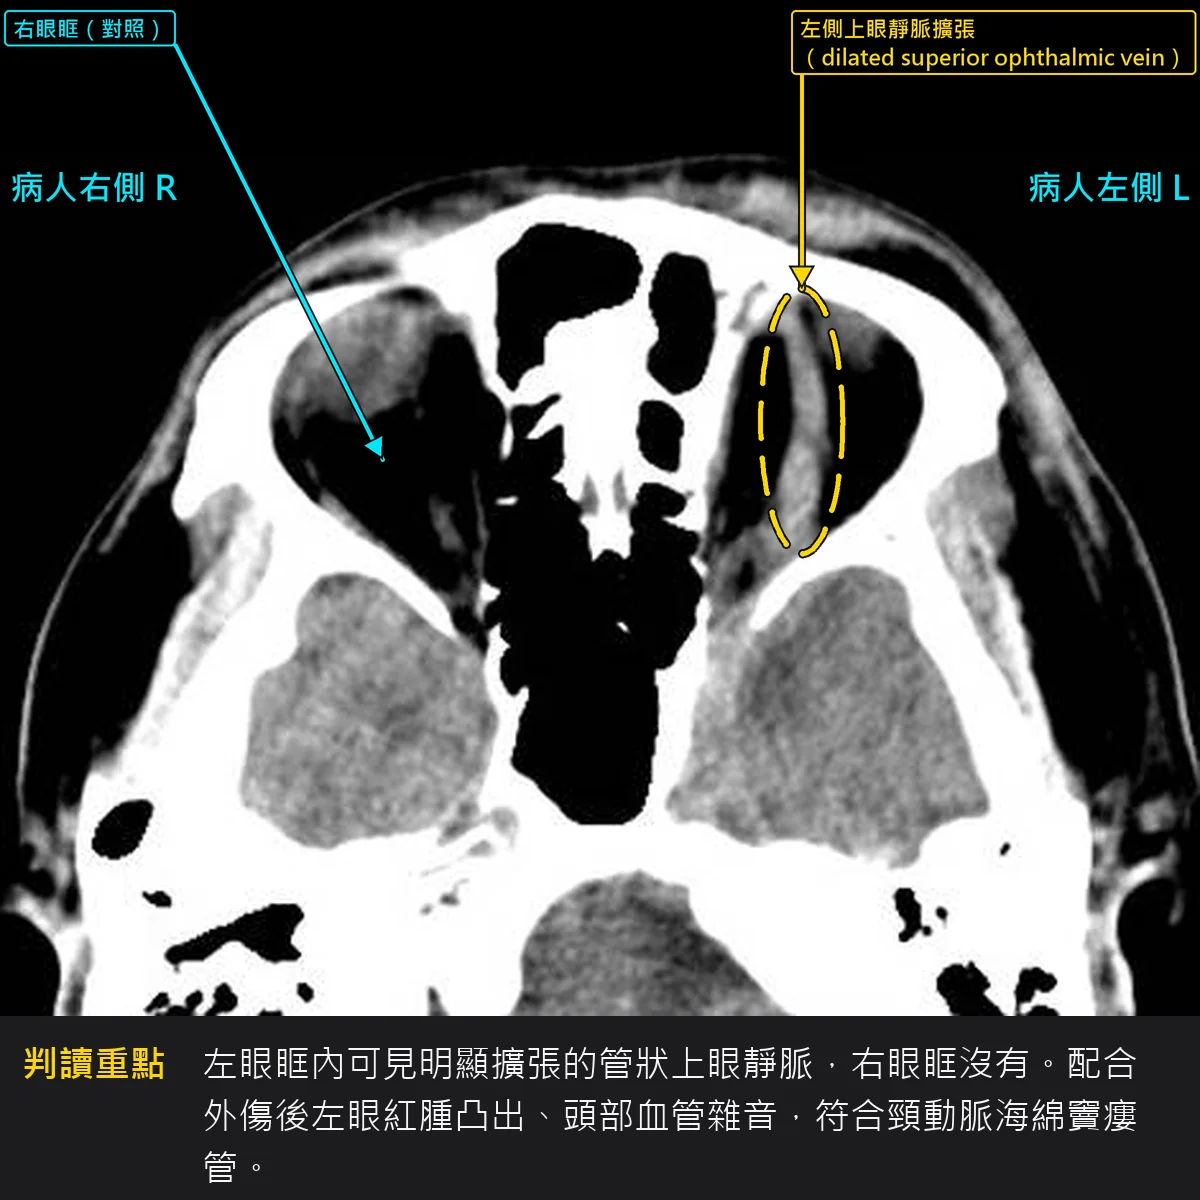 右眼眶（對照）
左側上眼靜脈擴張
（dilated superior ophthalmic vein）
病人右側 R
病人左側 L
判讀重點
左眼眶內可見明顯擴張的管狀上眼靜脈，右眼眶沒有。配合
外傷後左眼紅腫凸出、頭部血管雜音，符合頸動脈海綿竇瘻
管。